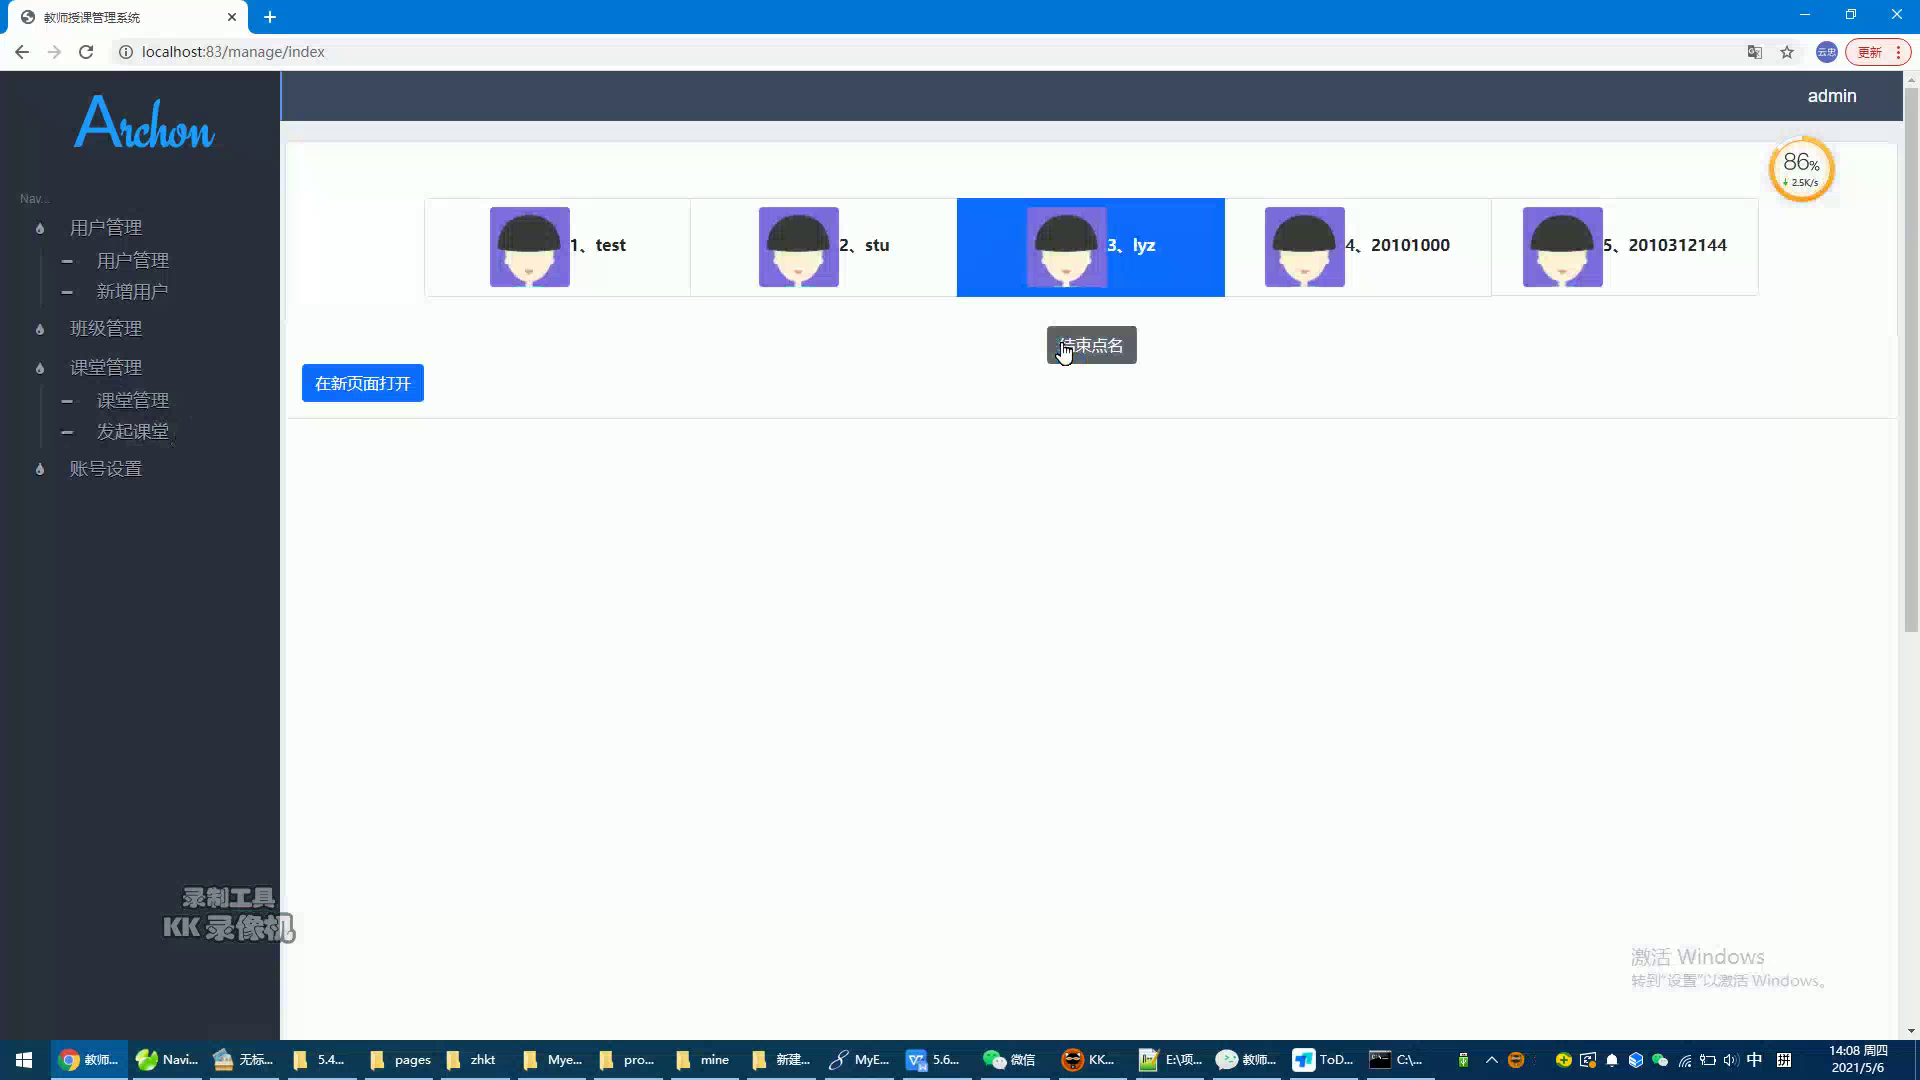 教师授课管理系统
localhost:83/manage/index
云忠
更新
Archon
admin
86%
2.5K/s
Nav...
用户管理
用户管理
新增用户
班级管理
课堂管理
课堂管理
发起课堂
账号设置
1、test
2、stu
3、lyz
4、20101000
5、2010312144
结束点名
在新页面打开
录制工具
KK 录像机
激活 Windows
转到“设置”以激活 Windows。
教师...
Navi...
无标...
5.4...
pages
zhkt
Mye...
pro...
mine
新建...
MyE...
5.6...
微信
KK...
E:\项...
教师...
ToD...
C:\...
中
拼
14:08 周四
2021/5/6